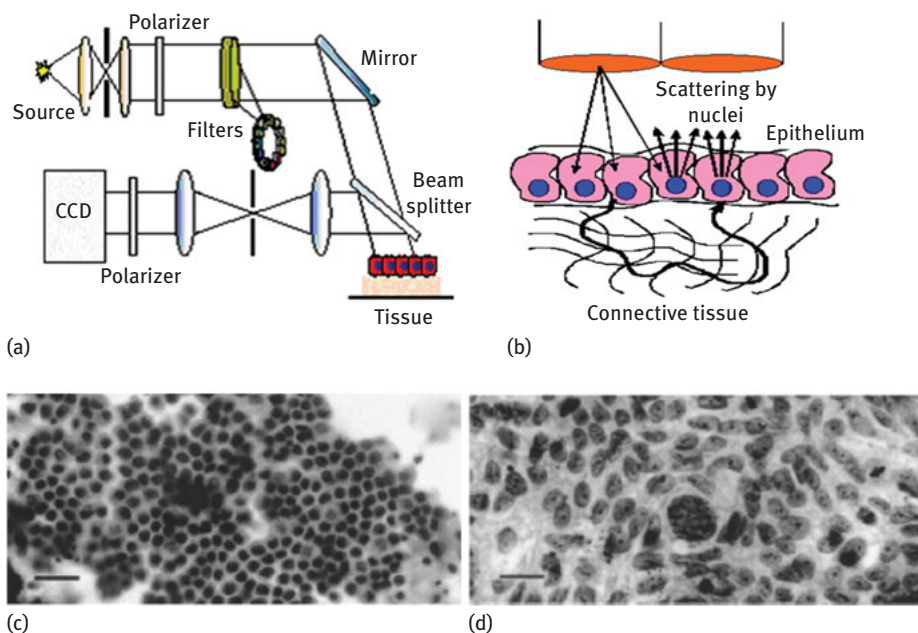 Polarizer
Source
Filters
Mirror
CCD
Polarizer
Beam
splitter
Tissue
(a)
Scattering by
nuclei
Epithelium
Connective tissue
(b)
(c)
(d)